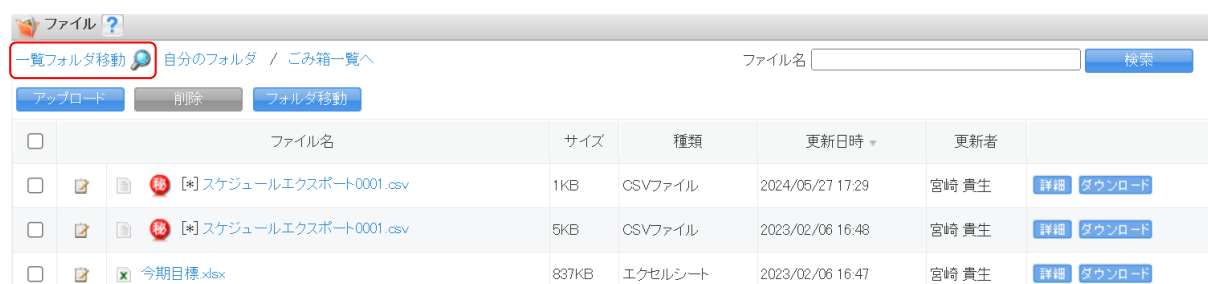 ファイル ?
一覧フォルダ移動 自分のフォルダ / ごみ箱一覧へ ファイル名 検索
アップロード 削除 フォルダ移動
ファイル名 サイズ 種類 更新日時 更新者
秘 [*] スケジュールエクスポート0001.csv 1KB CSVファイル 2024/05/27 17:29 宮崎 貴生 詳細 ダウンロード
秘 [*] スケジュールエクスポート0001.csv 5KB CSVファイル 2023/02/06 16:48 宮崎 貴生 詳細 ダウンロード
今期目標.xlsx 837KB エクセルシート 2023/02/06 16:47 宮崎 貴生 詳細 ダウンロード